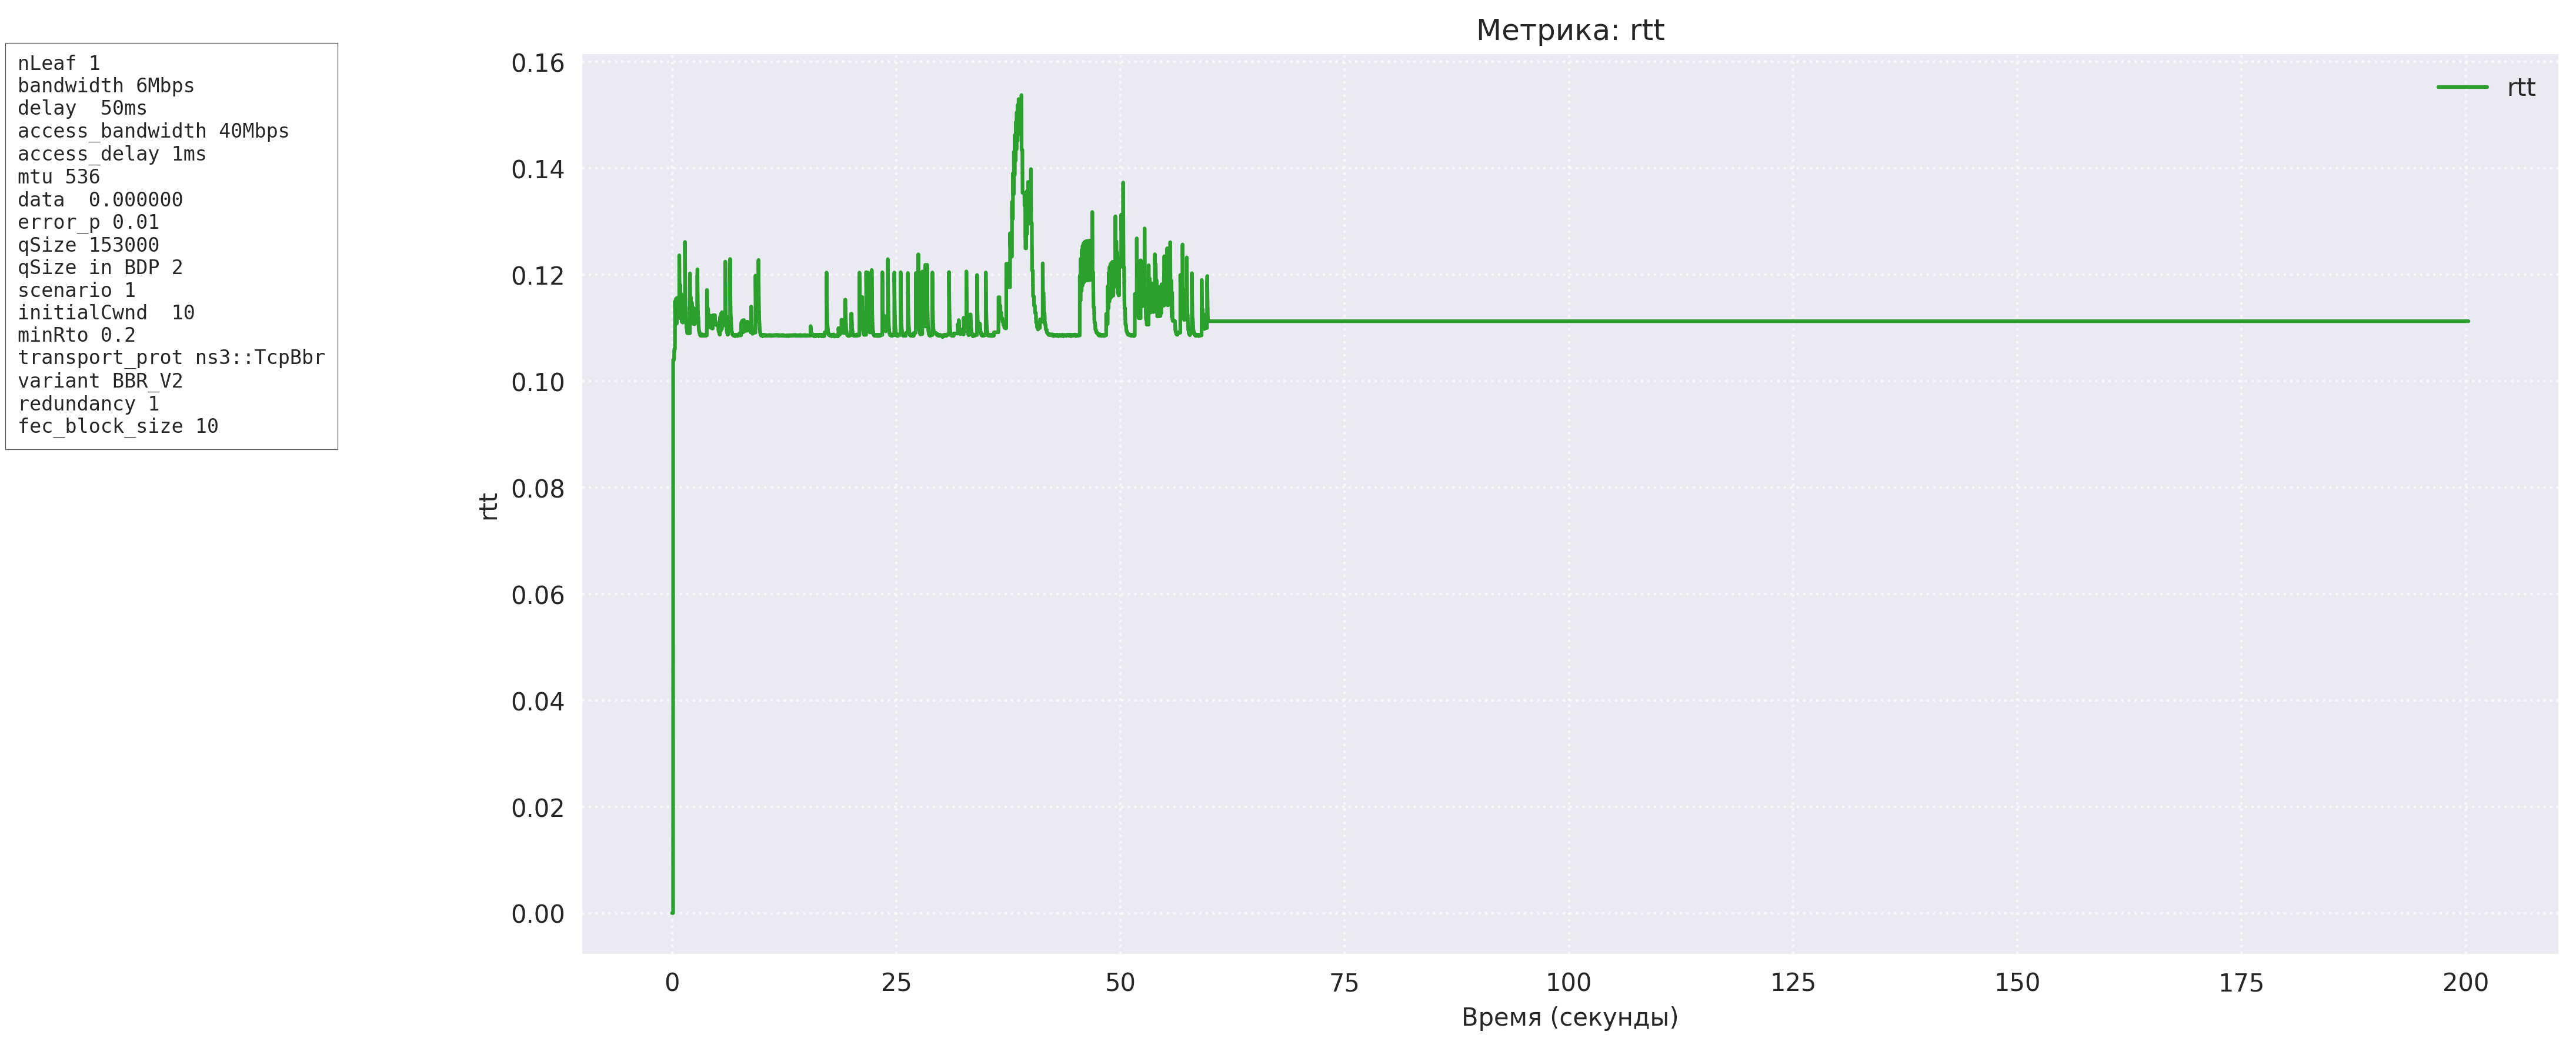 Метрика: rtt
nLeaf 1
bandwidth 6Mbps
delay  50ms
access_bandwidth 40Mbps
access_delay 1ms
mtu 536
data  0.000000
error_p 0.01
qSize 153000
qSize in BDP 2
scenario 1
initialCwnd  10
minRto 0.2
transport_prot ns3::TcpBbr
variant BBR_V2
redundancy 1
fec_block_size 10
rtt
0.16
0.14
0.12
0.10
0.08
0.06
0.04
0.02
0.00
rtt
0 25 50 75 100 125 150 175 200
Время (секунды)